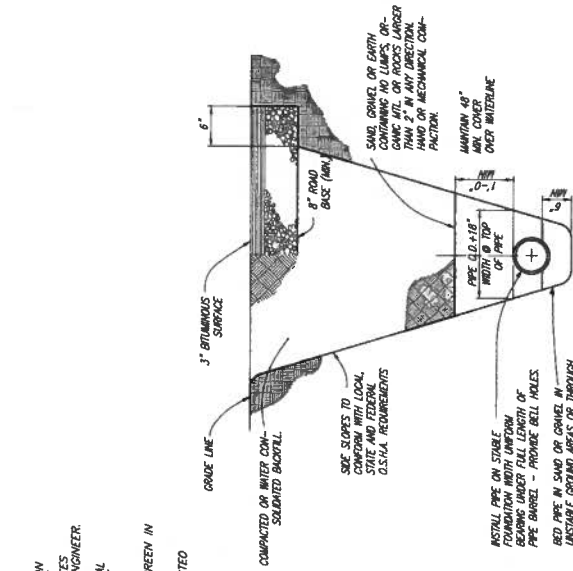 ON
TES
NGINEER.
AL
REEN IN
TED
GRADE LINE
3" BITUMINOUS
SURFACE
6"
8" ROAD
BASE (MIN.)
COMPACTED OR WATER CON-
SOLIDATED BACKFILL.
SIDE SLOPES TO
CONFORM WITH LOCAL,
STATE AND FEDERAL
O.S.H.A. REQUIREMENTS
SAND, GRAVEL OR EARTH
CONTAINING NO LUMPS, OR-
GANIC MTL. OR ROCKS LARGER
THAN 2" IN ANY DIRECTION.
HAND OR MECHANICAL COM-
PACTION.
MAINTAIN 48"
MIN. COVER
OVER WATERLINE
1'-0"
MIN
PIPE O.D.+18"
WIDTH @ TOP
OF PIPE
6"
MIN
INSTALL PIPE ON STABLE
FOUNDATION WIDTH UNIFORM
BEARING UNDER FULL LENGTH OF
PIPE BARREL - PROVIDE BELL HOLES.
BED PIPE IN SAND OR GRAVEL IN
UNSTABLE GROUND AREAS OR THROUGH